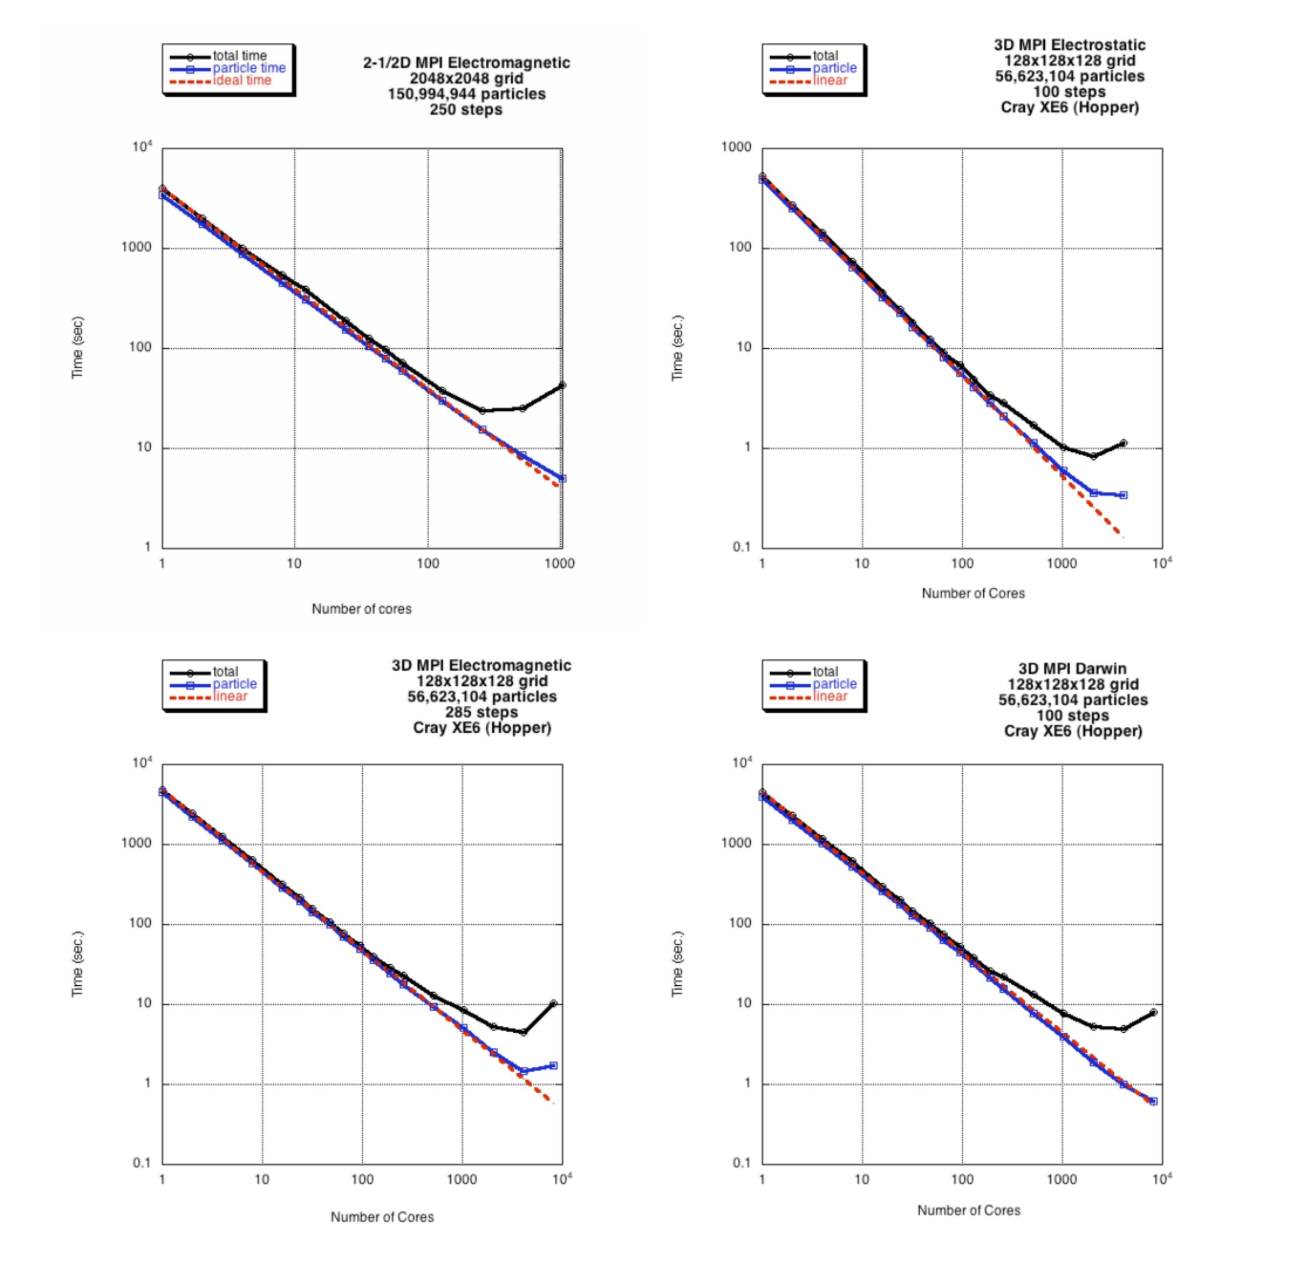 total time
particle time
ideal time
2-1/2D MPI Electromagnetic
2048x2048 grid
150,994,944 particles
250 steps
10⁴
1000
100
10
1
Time (sec)
1
10
100
1000
Number of cores
total
particle
linear
3D MPI Electrostatic
128x128x128 grid
56,623,104 particles
100 steps
Cray XE6 (Hopper)
1000
100
10
1
0.1
Time (sec.)
1
10
100
1000
10⁴
Number of Cores
total
particle
linear
3D MPI Electromagnetic
128x128x128 grid
56,623,104 particles
285 steps
Cray XE6 (Hopper)
10⁴
1000
100
10
1
0.1
Time (sec.)
1
10
100
1000
10⁴
Number of Cores
total
particle
linear
3D MPI Darwin
128x128x128 grid
56,623,104 particles
100 steps
Cray XE6 (Hopper)
10⁴
1000
100
10
1
0.1
Time (sec.)
1
10
100
1000
10⁴
Number of Cores